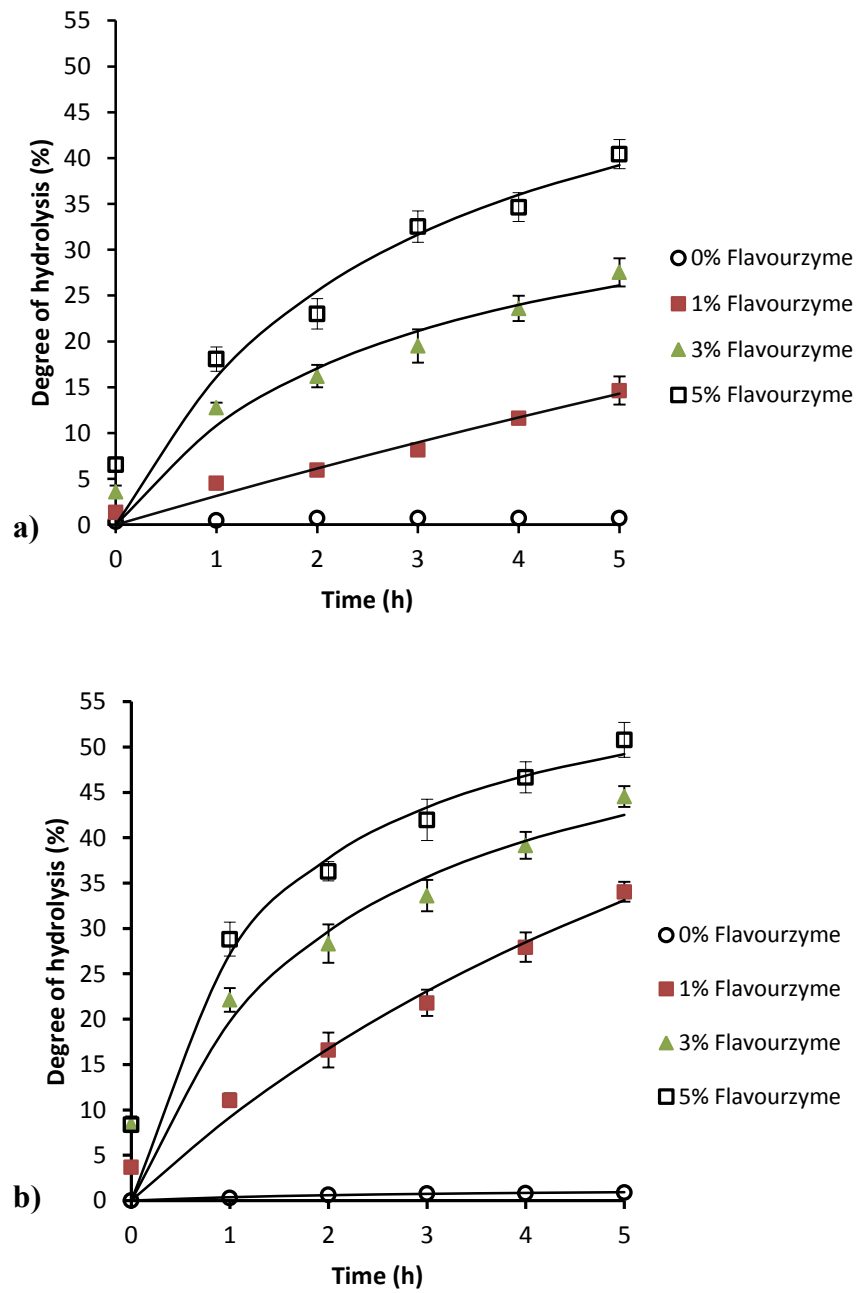 55
50
45
40
35
30
25
20
15
10
5
0
Degree of hydrolysis (%)
0 1 2 3 4 5
Time (h)
0% Flavourzyme
1% Flavourzyme
3% Flavourzyme
5% Flavourzyme
a)
55
50
45
40
35
30
25
20
15
10
5
0
Degree of hydrolysis (%)
0 1 2 3 4 5
Time (h)
0% Flavourzyme
1% Flavourzyme
3% Flavourzyme
5% Flavourzyme
b)